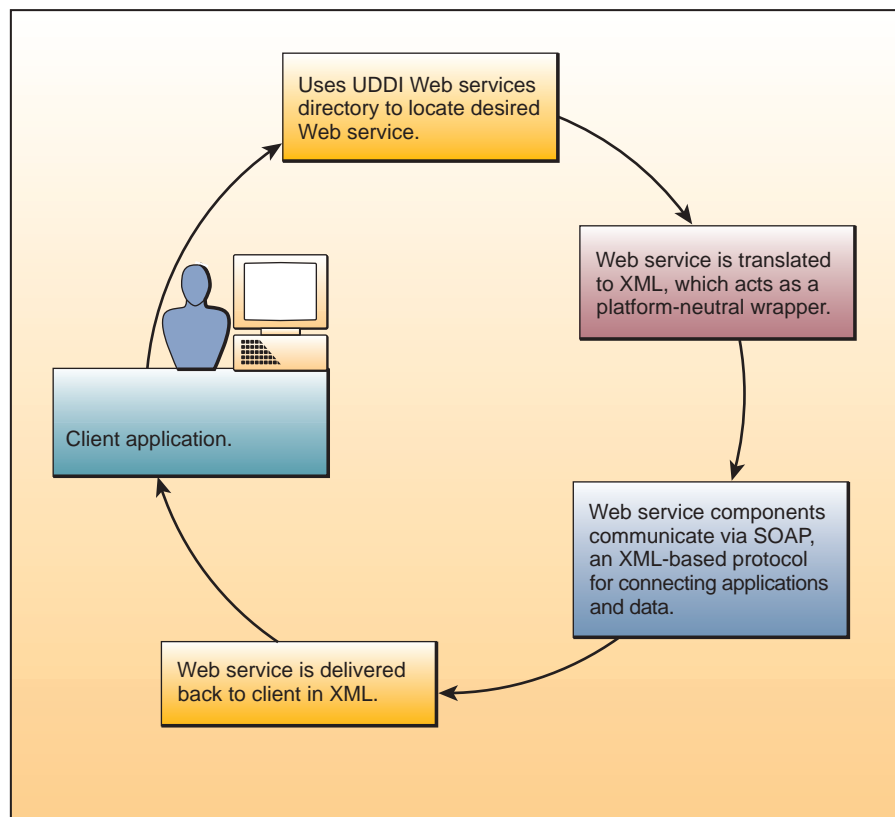 Uses UDDI Web services
directory to locate desired
Web service.
Web service is translated
to XML, which acts as a
platform-neutral wrapper.
Client application.
Web service components
communicate via SOAP,
an XML-based protocol
for connecting applications
and data.
Web service is delivered
back to client in XML.